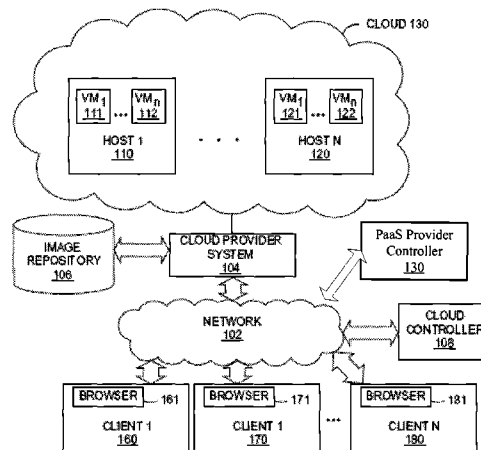 CLOUD 130
VM1 ... VMn
111 112
HOST 1
110
. . .
VM1 ... VMn
121 122
HOST N
120
IMAGE
REPOSITORY
106
CLOUD PROVIDER
SYSTEM
104
PaaS Provider
Controller
130
NETWORK
102
CLOUD
CONTROLLER
108
BROWSER 161
CLIENT 1
160
BROWSER 171
CLIENT 1
170
...
BROWSER 181
CLIENT N
180